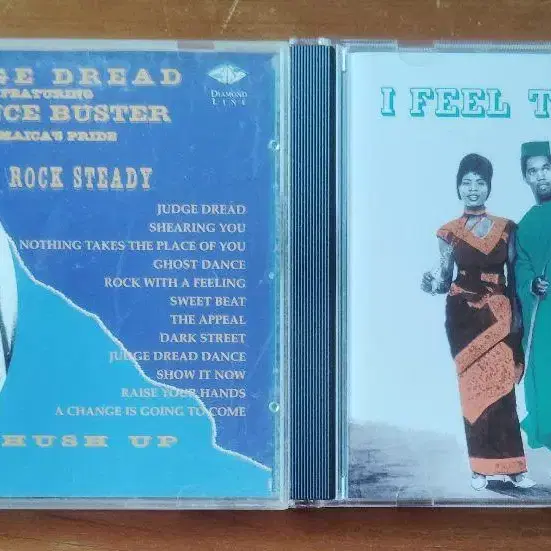 GE DREAD
FEATURING
NCE BUSTER
MAICA'S PRIDE
ROCK STEADY
DIAMOND
LINE
JUDGE DREAD
SHEARING YOU
NOTHING TAKES THE PLACE OF YOU
GHOST DANCE
ROCK WITH A FEELING
SWEET BEAT
THE APPEAL
DARK STREET
JUDGE DREAD DANCE
SHOW IT NOW
RAISE YOUR HANDS
A CHANGE IS GOING TO COME
HUSH UP
I FEEL T